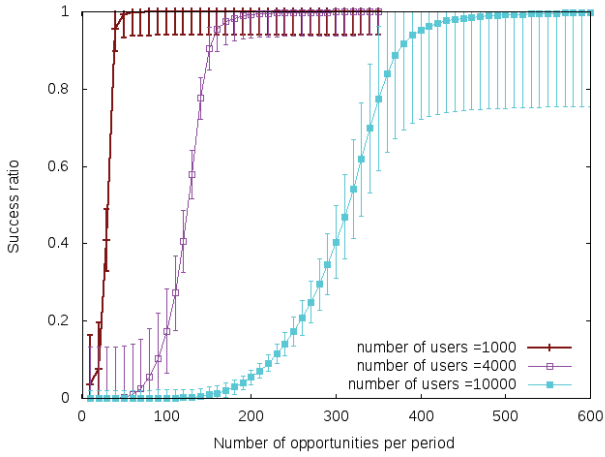 1
0.8
0.6
0.4
0.2
0
Success ratio
number of users =1000
number of users =4000
number of users =10000
0 100 200 300 400 500 600
Number of opportunities per period